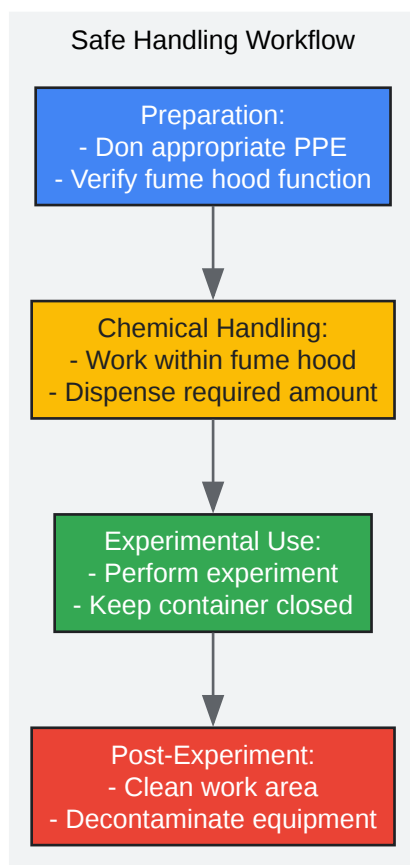 Safe Handling Workflow
Preparation:
- Don appropriate PPE
- Verify fume hood function
Chemical Handling:
- Work within fume hood
- Dispense required amount
Experimental Use:
- Perform experiment
- Keep container closed
Post-Experiment:
- Clean work area
- Decontaminate equipment